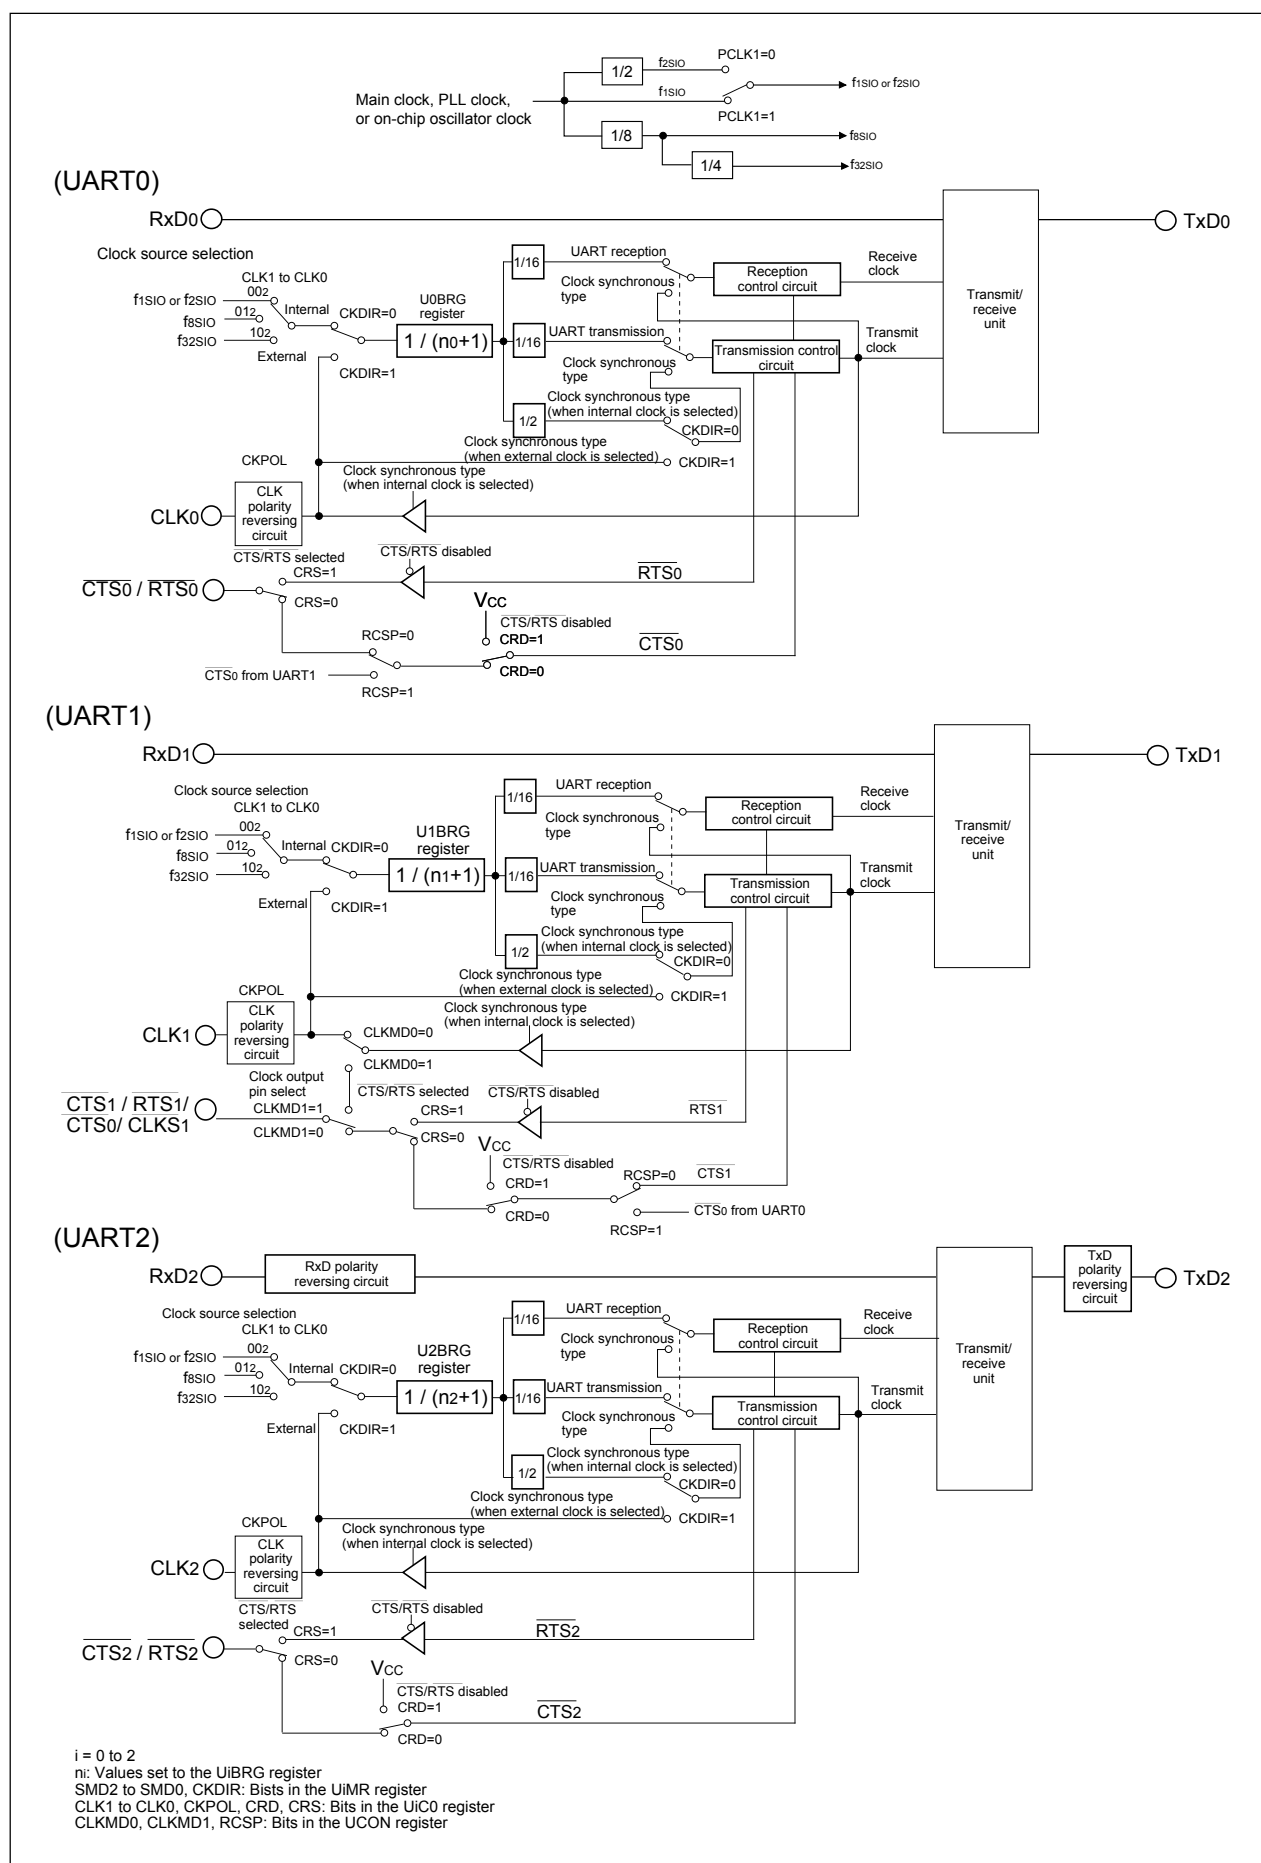 f2SIO
PCLK1=0
1/2
Main clock, PLL clock,
or on-chip oscillator clock
f1SIO
f1SIO or f2SIO
PCLK1=1
1/8
f8SIO
1/4
f32SIO
(UART0)
RxD0
TxD0
Clock source selection
CLK1 to CLK0
f1SIO or f2SIO
002
Internal
f8SIO
012
CKDIR=0
f32SIO
102
External
CKDIR=1
U0BRG
register
1 / (n0+1)
1/16
UART reception
Clock synchronous
type
Reception
control circuit
Receive
clock
Transmit/
receive
unit
1/16
UART transmission
Clock synchronous
type
Transmission control
circuit
Transmit
clock
1/2
Clock synchronous type
(when internal clock is selected)
CKDIR=0
Clock synchronous type
(when external clock is selected)
CKDIR=1
CKPOL
Clock synchronous type
(when internal clock is selected)
CLK0
CLK
polarity
reversing
circuit
CTS/RTS selected
CTS/RTS disabled
CTS0 / RTS0
CRS=1
CRS=0
RTS0
VCC
CTS/RTS disabled
RCSP=0
CRD=1
CTS0
CTS0 from UART1
CRD=0
RCSP=1
(UART1)
RxD1
TxD1
Clock source selection
CLK1 to CLK0
f1SIO or f2SIO
002
Internal
f8SIO
012
CKDIR=0
f32SIO
102
External
CKDIR=1
U1BRG
register
1 / (n1+1)
1/16
UART reception
Clock synchronous
type
Reception
control circuit
Receive
clock
Transmit/
receive
unit
1/16
UART transmission
Clock synchronous
type
Transmission
control circuit
Transmit
clock
1/2
Clock synchronous type
(when internal clock is selected)
CKDIR=0
Clock synchronous type
(when external clock is selected)
CKDIR=1
CKPOL
Clock synchronous type
(when internal clock is selected)
CLK1
CLK
polarity
reversing
circuit
CLKMD0=0
CLKMD0=1
Clock output
pin select
CTS/RTS selected
CTS/RTS disabled
CTS1 / RTS1/
CTS0/ CLKS1
CLKMD1=1
CLKMD1=0
CRS=1
CRS=0
RTS1
VCC
CTS/RTS disabled
CRD=1
RCSP=0
CTS1
CRD=0
CTS0 from UART0
RCSP=1
(UART2)
RxD2
RxD polarity
reversing circuit
TxD
polarity
reversing
circuit
TxD2
Clock source selection
CLK1 to CLK0
f1SIO or f2SIO
002
Internal
f8SIO
012
CKDIR=0
f32SIO
102
External
CKDIR=1
U2BRG
register
1 / (n2+1)
1/16
UART reception
Clock synchronous
type
Reception
control circuit
Receive
clock
Transmit/
receive
unit
1/16
UART transmission
Clock synchronous
type
Transmission
control circuit
Transmit
clock
1/2
Clock synchronous type
(when internal clock is selected)
CKDIR=0
Clock synchronous type
(when external clock is selected)
CKDIR=1
CKPOL
Clock synchronous type
(when internal clock is selected)
CLK2
CLK
polarity
reversing
circuit
CTS/RTS
selected
CTS/RTS disabled
CTS2 / RTS2
CRS=1
CRS=0
RTS2
VCC
CTS/RTS disabled
CRD=1
CTS2
CRD=0
i = 0 to 2
ni: Values set to the UiBRG register
SMD2 to SMD0, CKDIR: Bists in the UiMR register
CLK1 to CLK0, CKPOL, CRD, CRS: Bits in the UiC0 register
CLKMD0, CLKMD1, RCSP: Bits in the UCON register